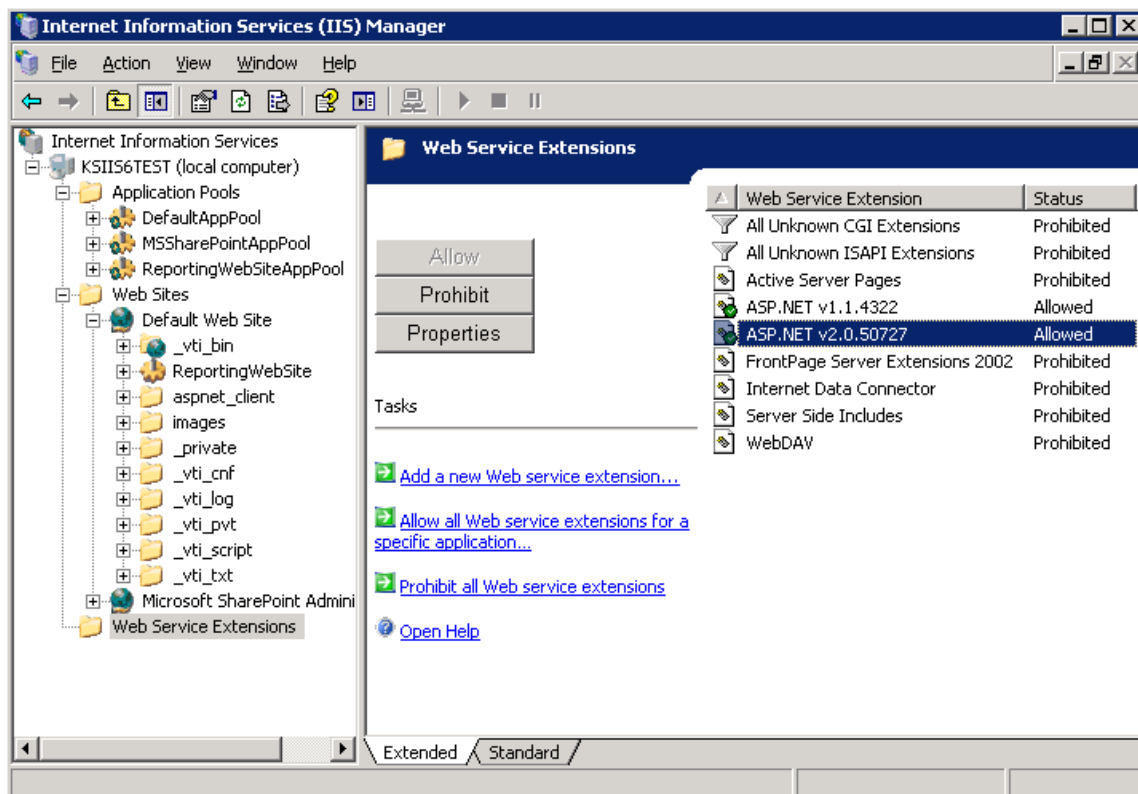 Internet Information Services (IIS) Manager
File Action View Window Help
Internet Information Services
KSIIS6TEST (local computer)
Application Pools
DefaultAppPool
MSSharePointAppPool
ReportingWebSiteAppPool
Web Sites
Default Web Site
_vti_bin
ReportingWebSite
aspnet_client
images
_private
_vti_cnf
_vti_log
_vti_pvt
_vti_script
_vti_txt
Microsoft SharePoint Admini
Web Service Extensions
Web Service Extensions
Allow
Prohibit
Properties
Tasks
Add a new Web service extension...
Allow all Web service extensions for a
specific application...
Prohibit all Web service extensions
Open Help
Web Service Extension Status
All Unknown CGI Extensions Prohibited
All Unknown ISAPI Extensions Prohibited
Active Server Pages Prohibited
ASP.NET v1.1.4322 Allowed
ASP.NET v2.0.50727 Allowed
FrontPage Server Extensions 2002 Prohibited
Internet Data Connector Prohibited
Server Side Includes Prohibited
WebDAV Prohibited
Extended Standard